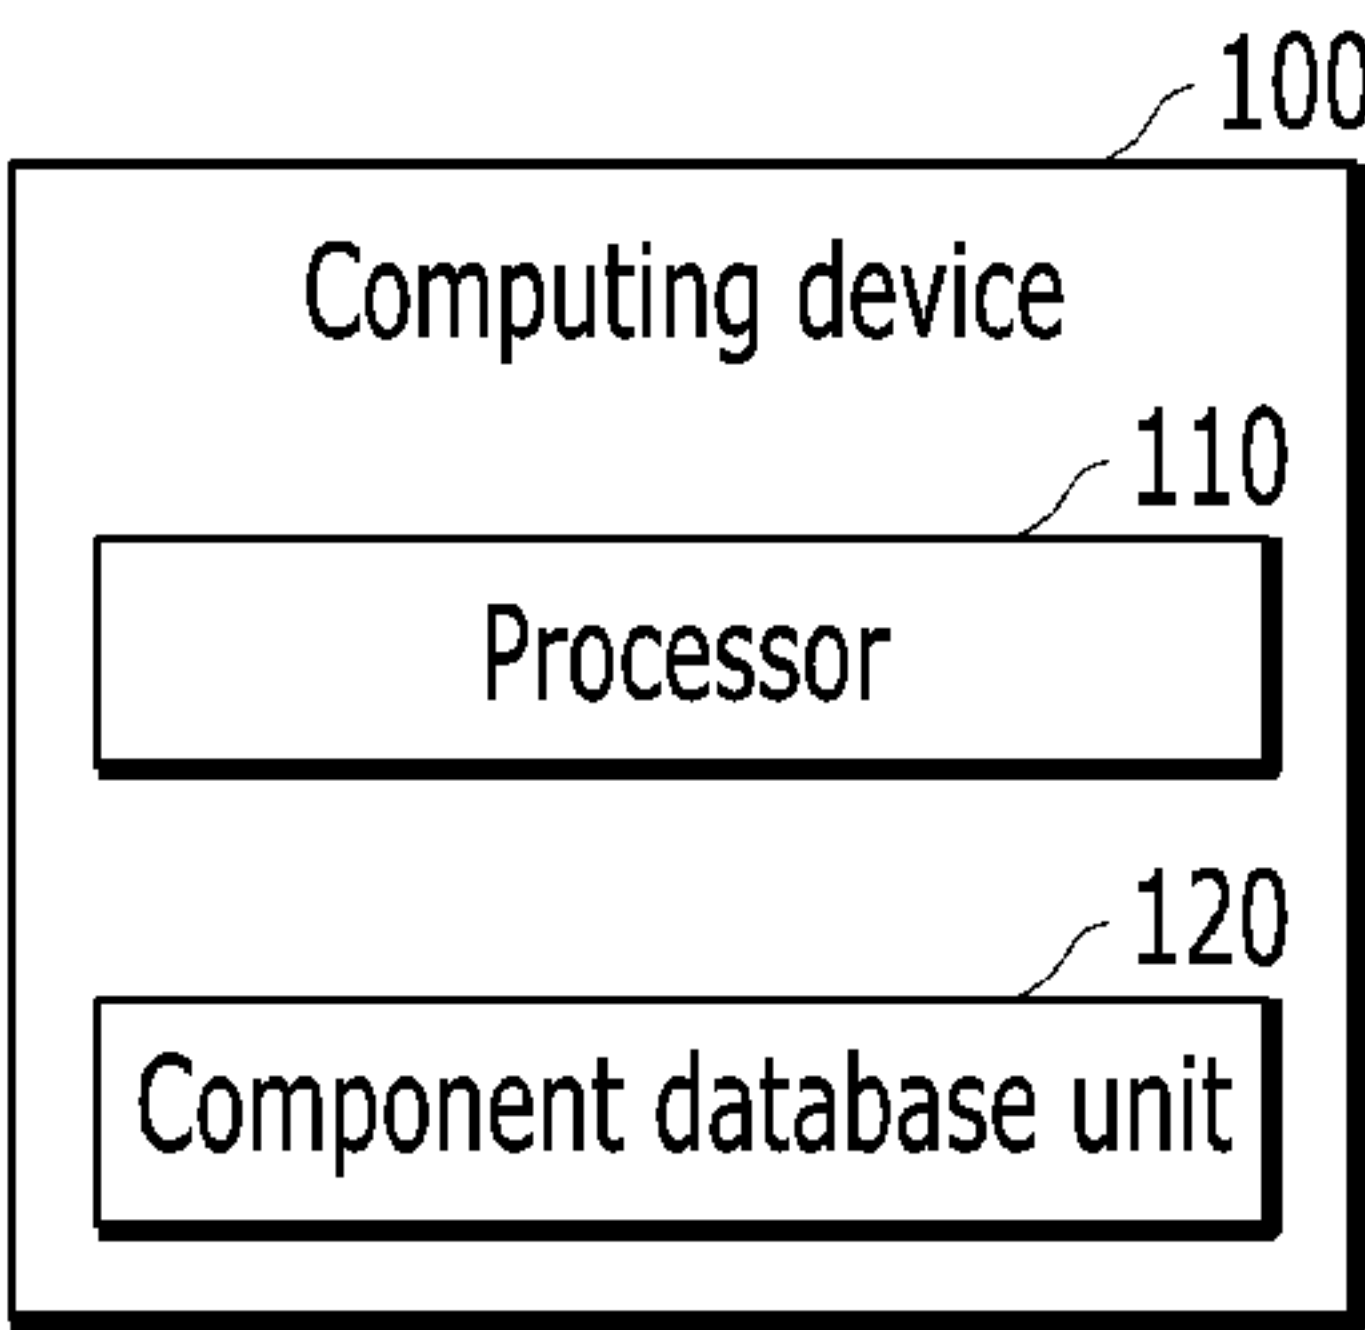 100
Computing device
110
Processor
120
Component database unit